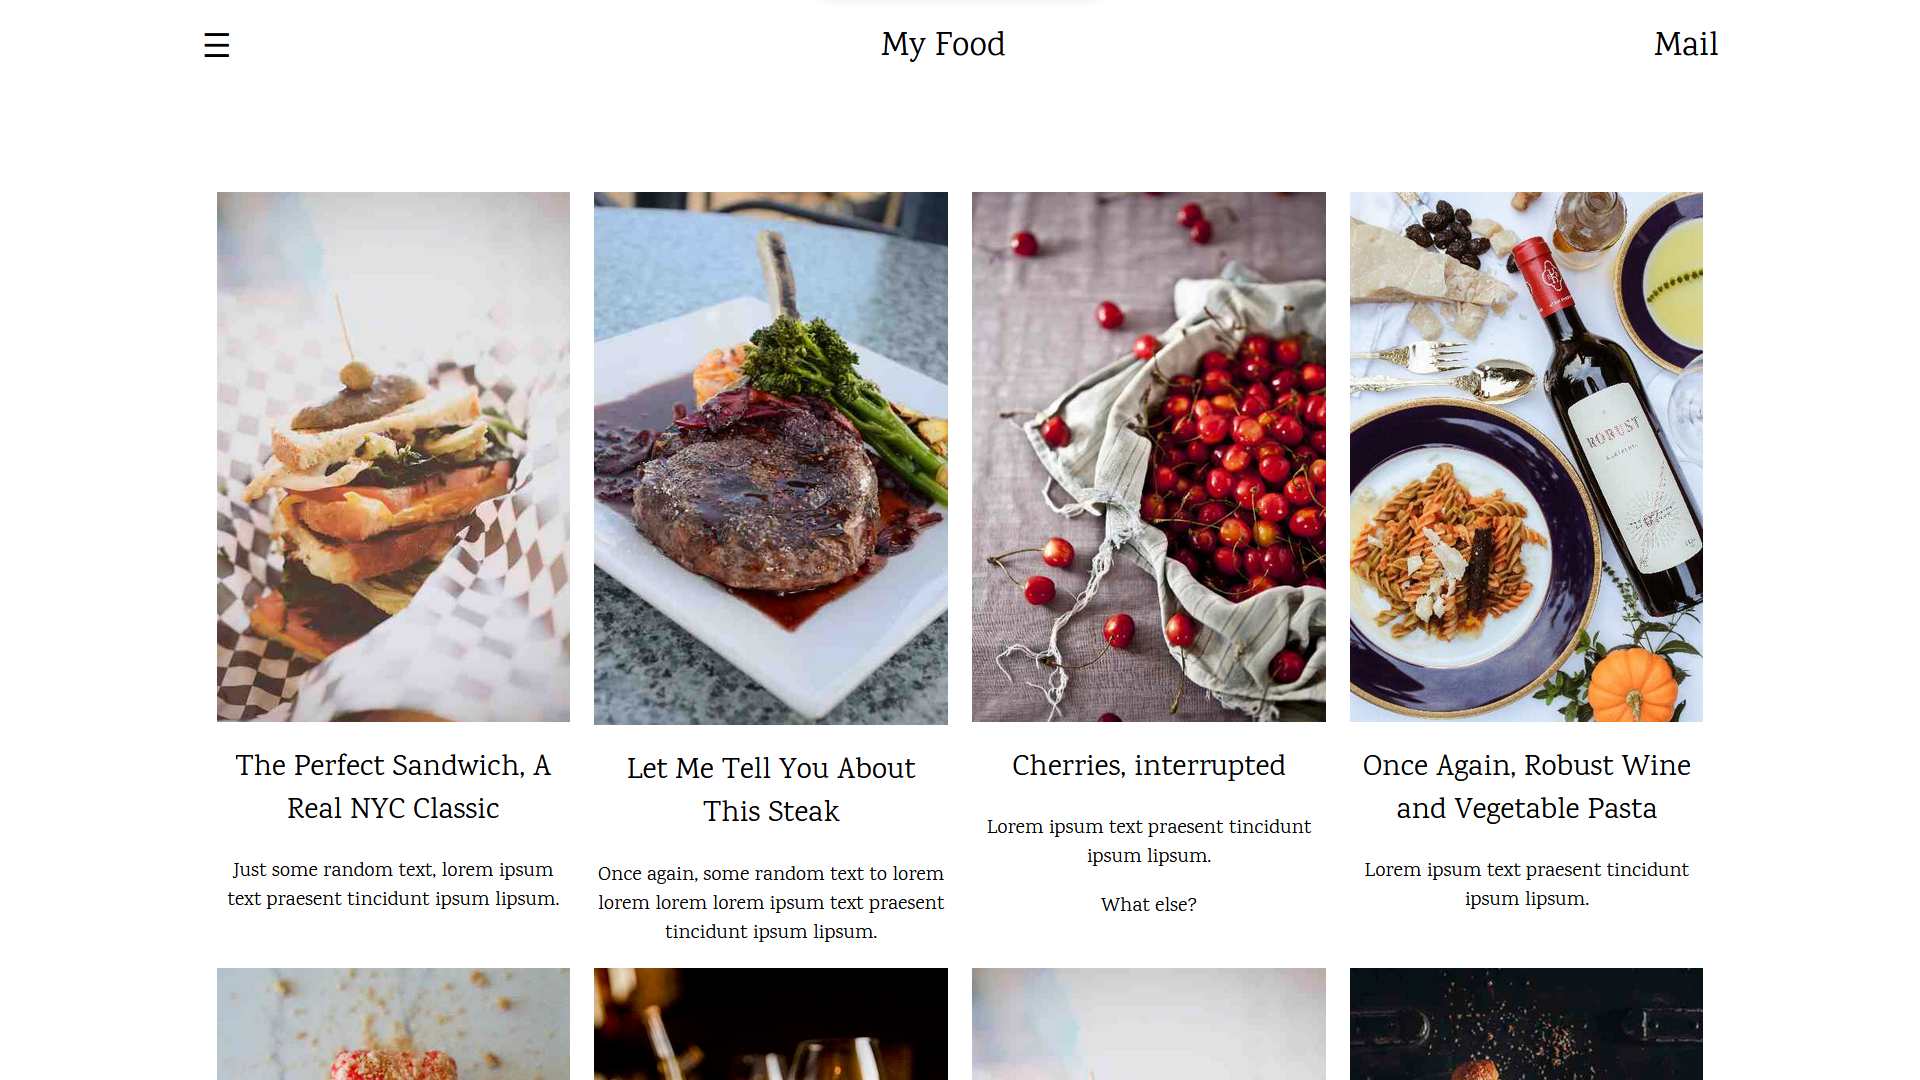 ☰ My Food Mail
ROBUST
The Perfect Sandwich, A
Real NYC Classic
Just some random text, lorem ipsum
text praesent tincidunt ipsum lipsum.
Let Me Tell You About
This Steak
Once again, some random text to lorem
lorem lorem lorem ipsum text praesent
tincidunt ipsum lipsum.
Cherries, interrupted
Lorem ipsum text praesent tincidunt
ipsum lipsum.
What else?
Once Again, Robust Wine
and Vegetable Pasta
Lorem ipsum text praesent tincidunt
ipsum lipsum.